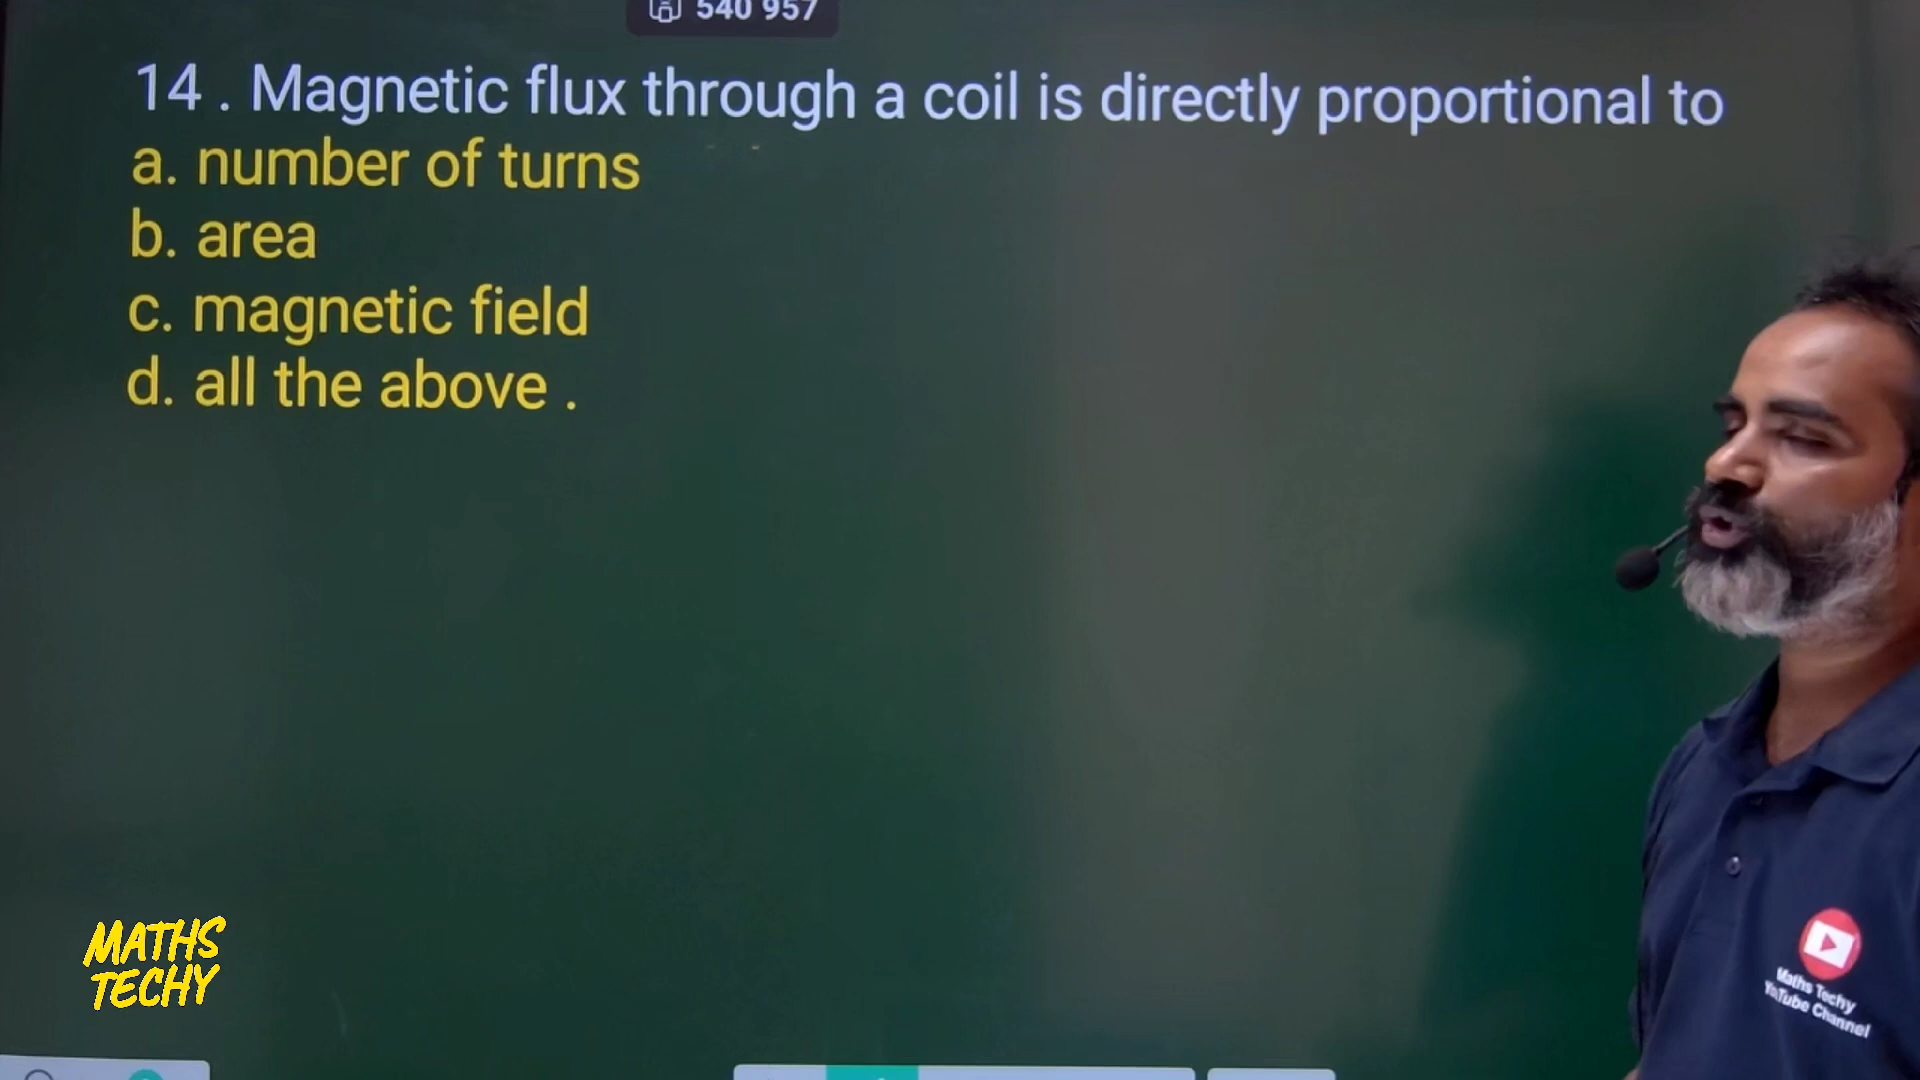 540 957
14 . Magnetic flux through a coil is directly proportional to
a. number of turns
b. area
c. magnetic field
d. all the above .
MATHS
TECHY
Maths Techy
YouTube Channel